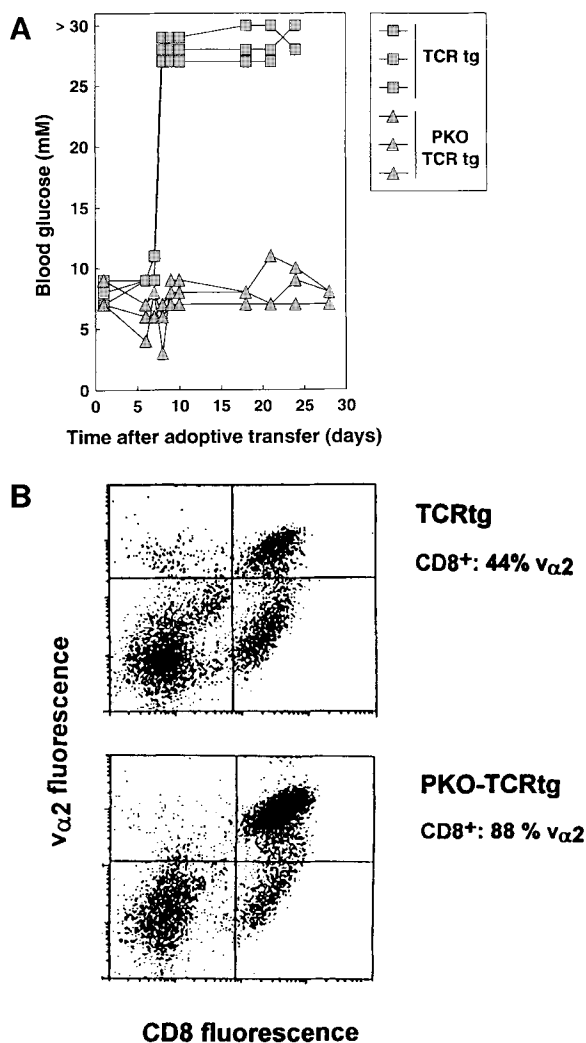 A
> 30
25
20
15
10
5
0
0 5 10 15 20 25 30
Blood glucose (mM)
Time after adoptive transfer (days)
TCR tg
PKO
TCR tg
B
TCRtg
CD8+: 44% vα2
PKO-TCRtg
CD8+: 88 % vα2
vα2 fluorescence
CD8 fluorescence